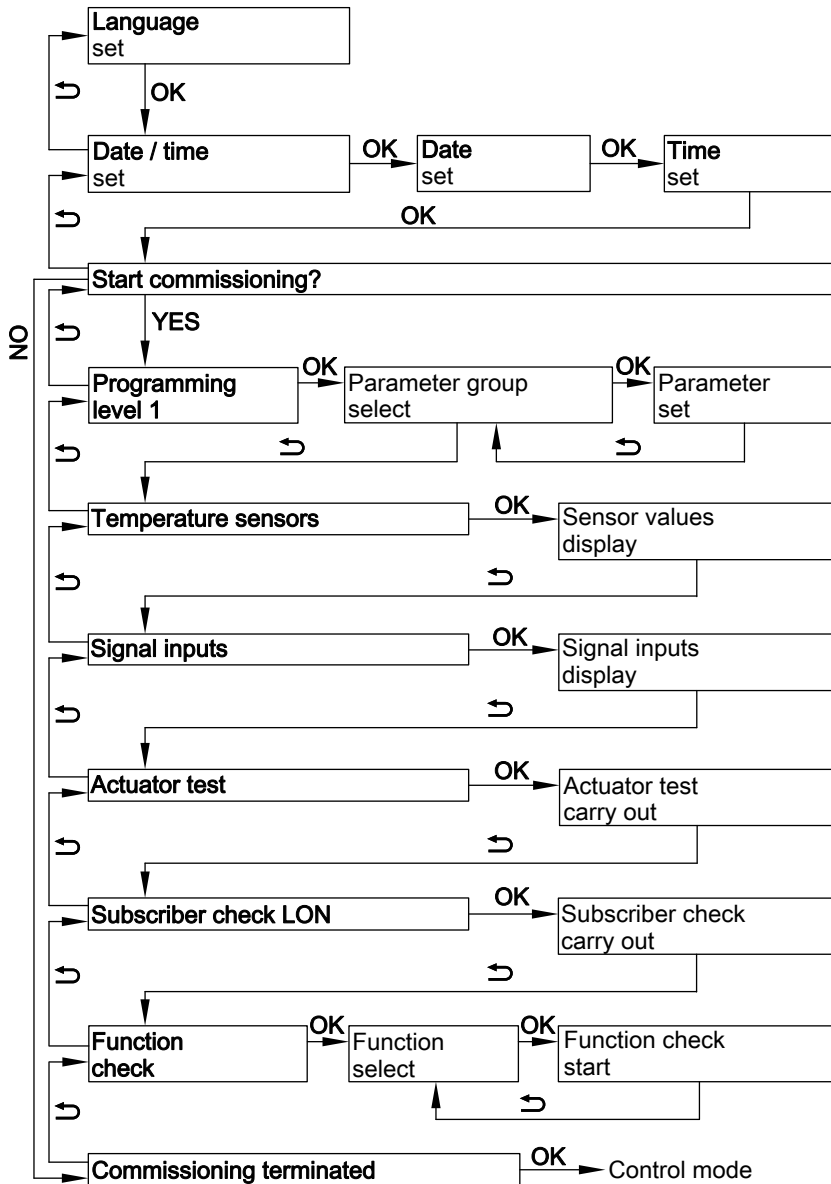 Language
set
OK
Date / time
set
OK
Date
set
OK
Time
set
OK
Start commissioning?
NO
YES
Programming
level 1
OK
Parameter group
select
OK
Parameter
set
Temperature sensors
OK
Sensor values
display
Signal inputs
OK
Signal inputs
display
Actuator test
OK
Actuator test
carry out
Subscriber check LON
OK
Subscriber check
carry out
Function
check
OK
Function
select
OK
Function check
start
Commissioning terminated
OK
Control mode